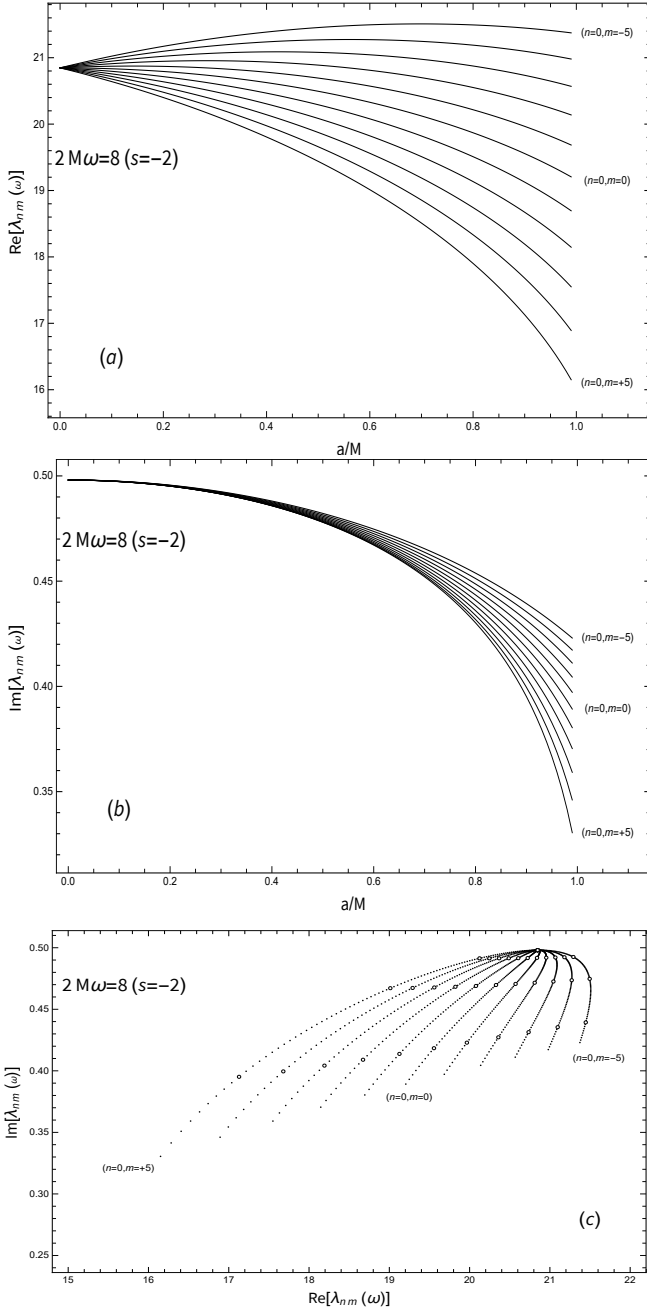 21
20
19
18
17
16
Re[λₙₘ (ω)]
2 Mω=8 (s=−2)
(n=0,m=−5)
(n=0,m=0)
(n=0,m=+5)
(a)
0.0 0.2 0.4 0.6 0.8 1.0
a/M
0.50
0.45
0.40
0.35
Im[λₙₘ (ω)]
2 Mω=8 (s=−2)
(n=0,m=−5)
(n=0,m=0)
(n=0,m=+5)
(b)
0.0 0.2 0.4 0.6 0.8 1.0
a/M
0.50
0.45
0.40
0.35
0.30
0.25
Im[λₙₘ (ω)]
2 Mω=8 (s=−2)
(n=0,m=−5)
(n=0,m=0)
(n=0,m=+5)
(c)
15 16 17 18 19 20 21 22
Re[λₙₘ (ω)]